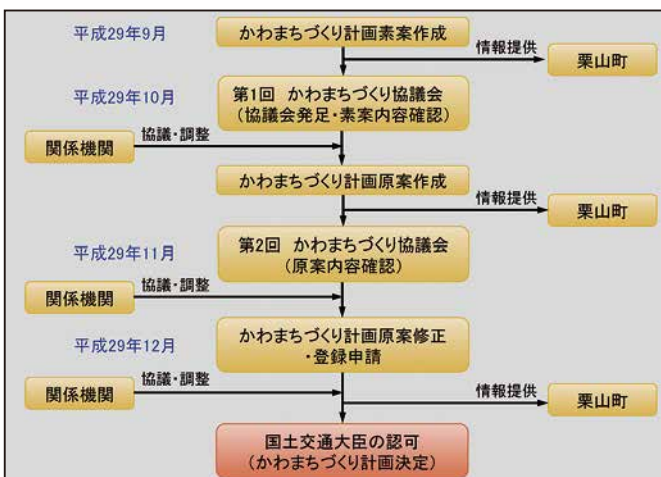 平成29年9月
かわまちづくり計画素案作成
情報提供
栗山町
平成29年10月
第1回 かわまちづくり協議会
（協議会発足・素案内容確認）
関係機関
協議・調整
かわまちづくり計画原案作成
情報提供
栗山町
平成29年11月
第2回 かわまちづくり協議会
（原案内容確認）
関係機関
協議・調整
平成29年12月
かわまちづくり計画原案修正
・登録申請
関係機関
協議・調整
情報提供
栗山町
国土交通大臣の認可
（かわまちづくり計画決定）